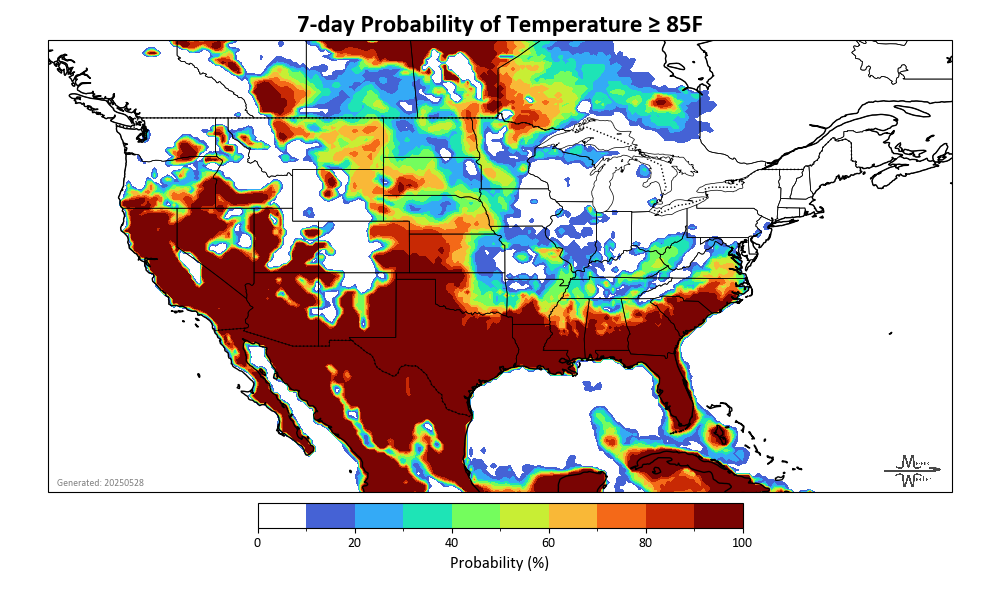 7-day Probability of Temperature ≥ 85F
Generated: 20250528
0 20 40 60 80 100
Probability (%)